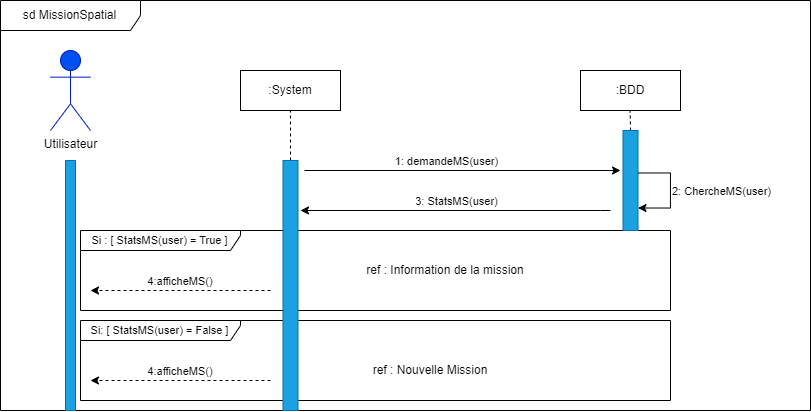 sd MissionSpatial
:System
:BDD
Utilisateur
1: demandeMS(user)
2: ChercheMS(user)
3: StatsMS(user)
Si : [ StatsMS(user) = True ]
ref : Information de la mission
4:afficheMS()
Si: [ StatsMS(user) = False ]
4:afficheMS()
ref : Nouvelle Mission